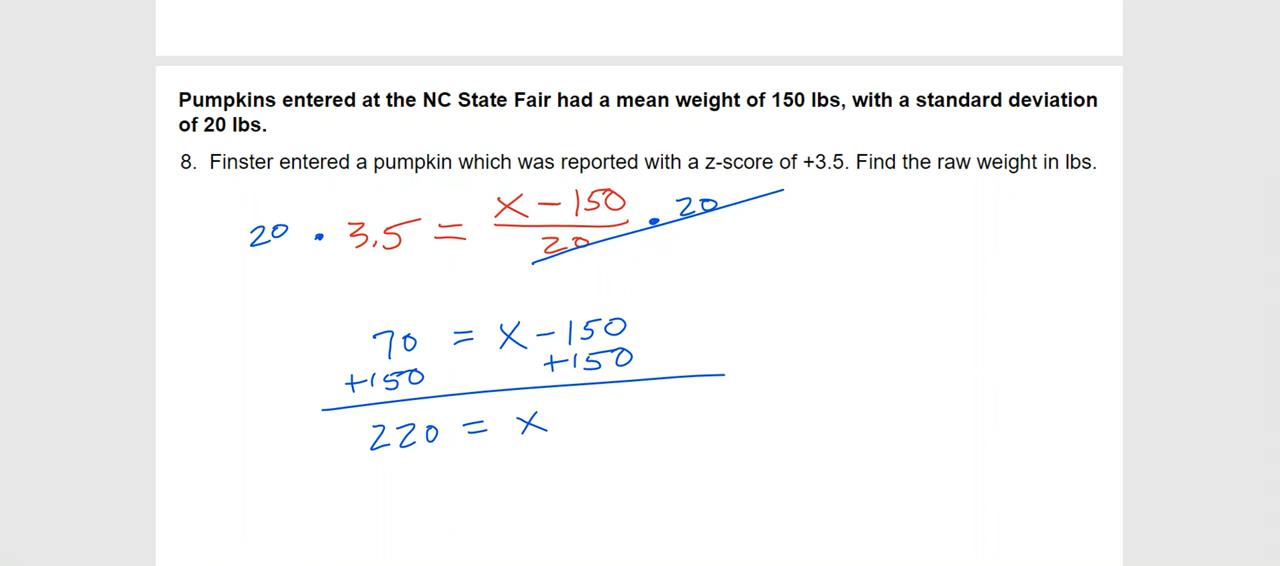 Pumpkins entered at the NC State Fair had a mean weight of 150 lbs, with a standard deviation
of 20 lbs.
8. Finster entered a pumpkin which was reported with a z-score of +3.5. Find the raw weight in lbs.
20 · 3.5 = x - 150 / 20 · 20
70 = x - 150
+150 +150
220 = x